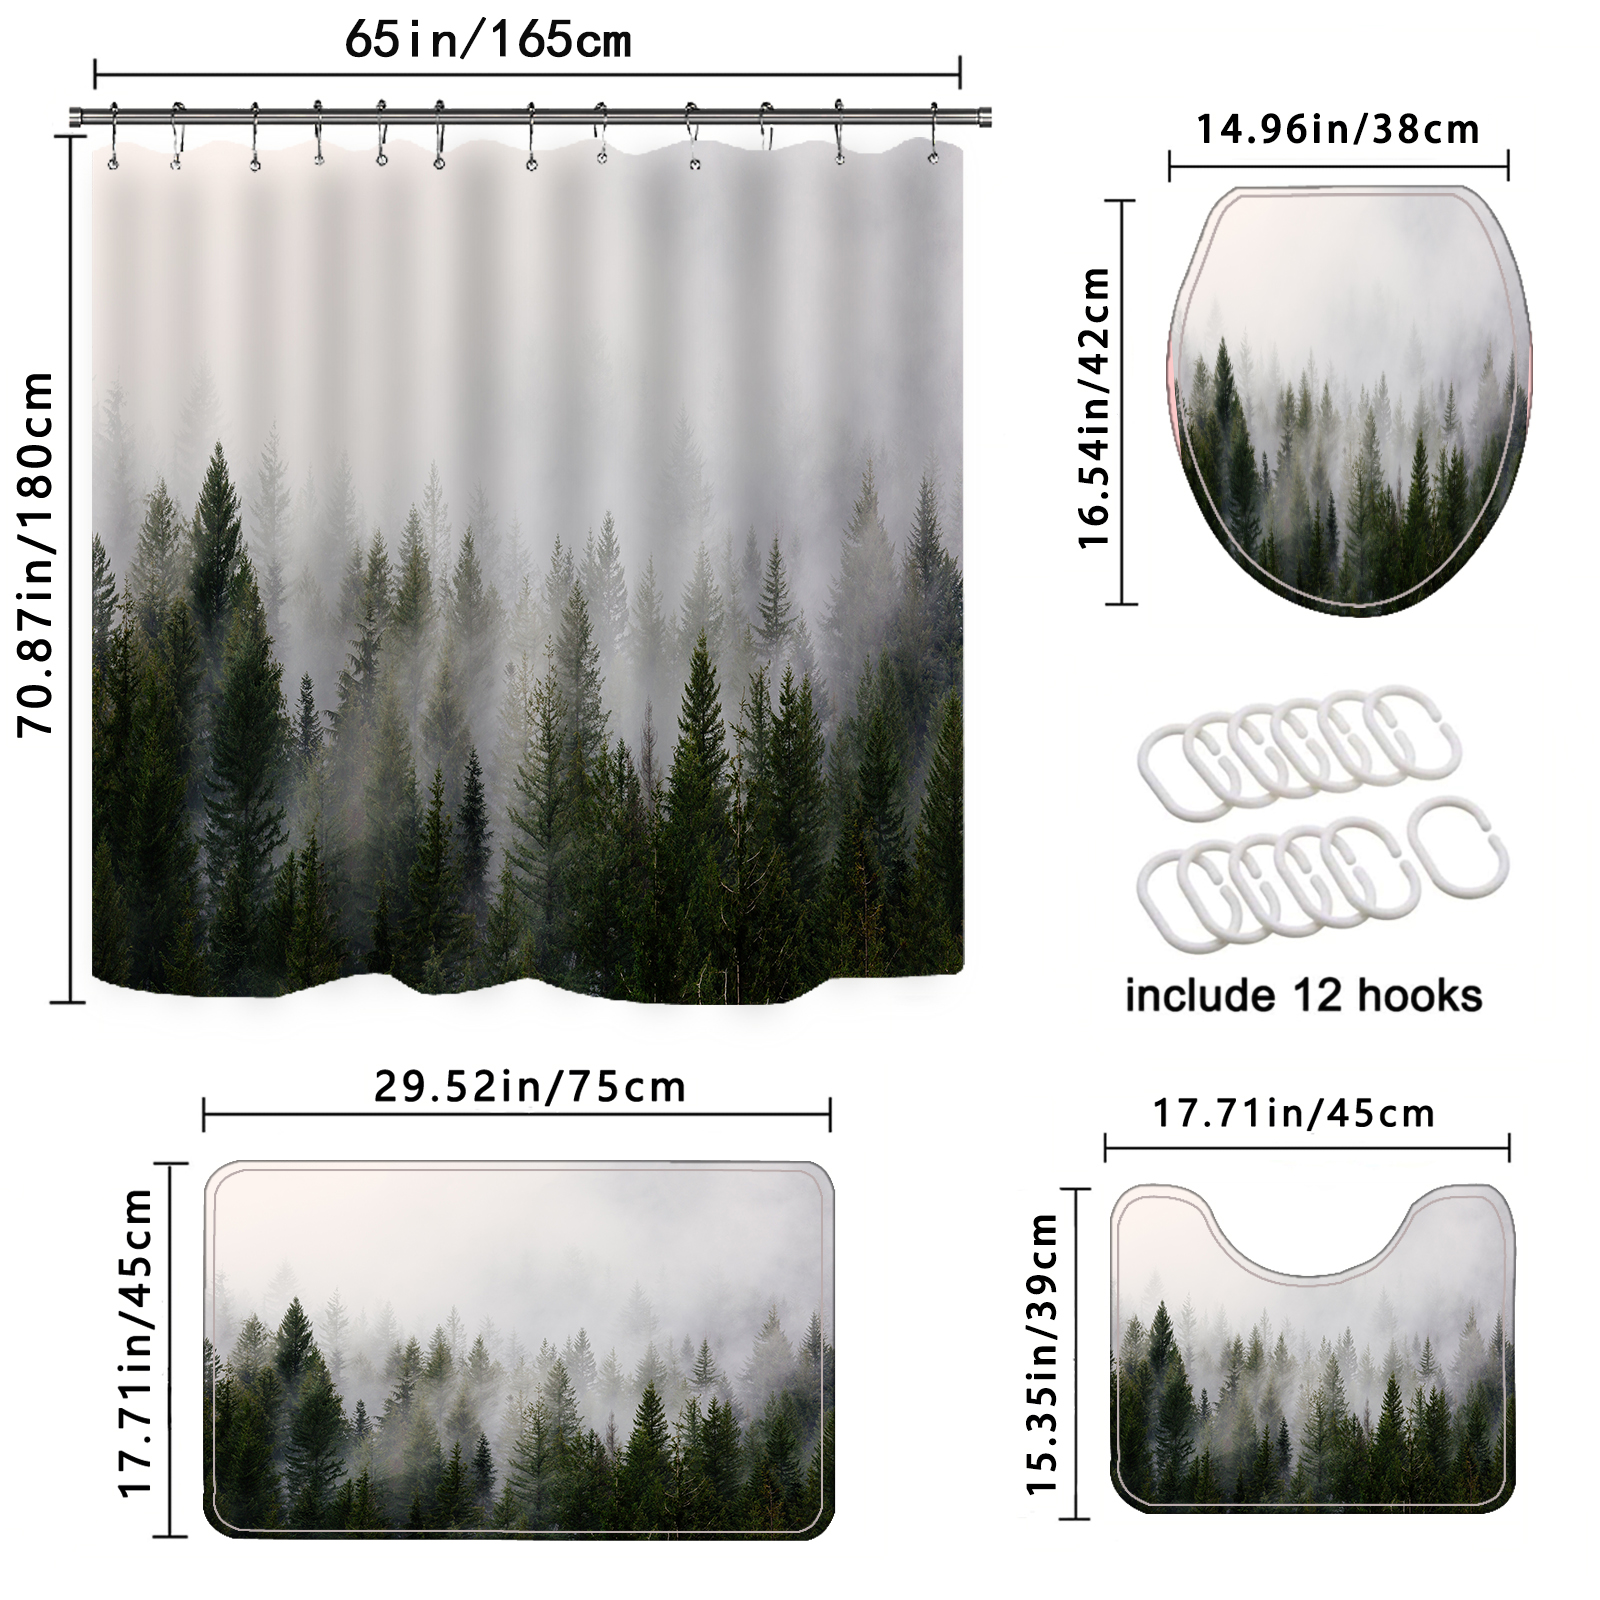 65in/165cm
14.96in/38cm
16.54in/42cm
70.87in/180cm
include 12 hooks
29.52in/75cm
17.71in/45cm
17.71in/45cm
15.35in/39cm